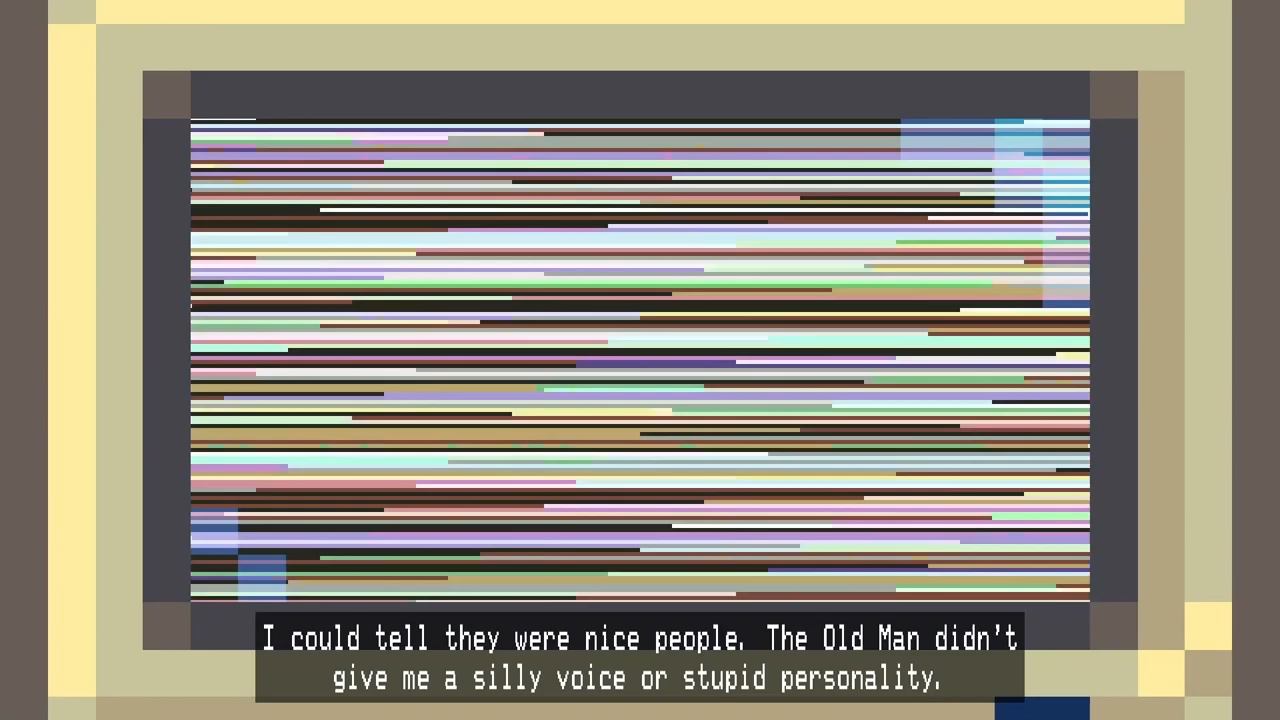 I could tell they were nice people. The Old Man didn't
give me a silly voice or stupid personality.